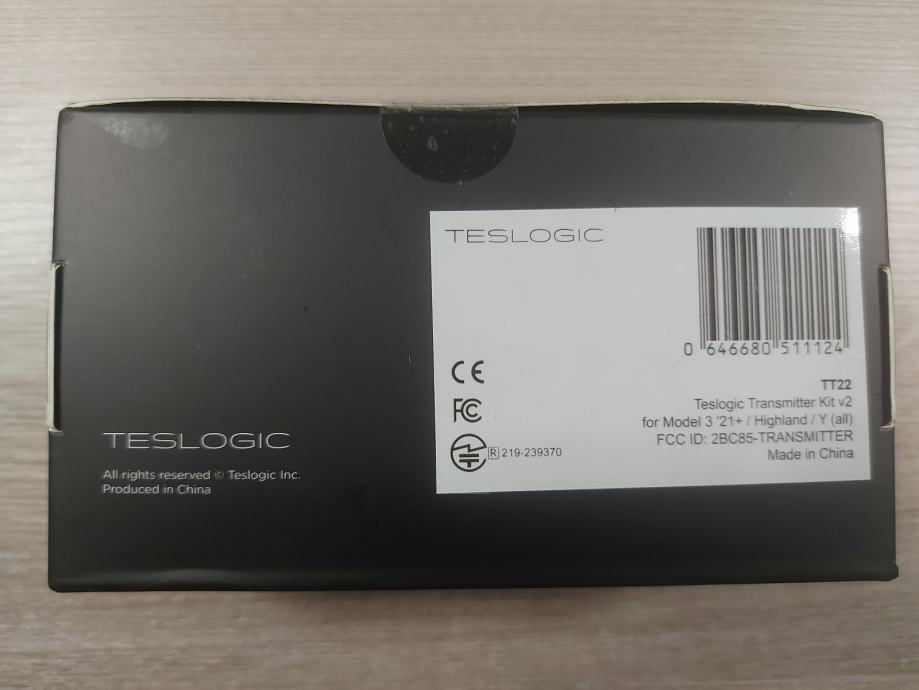 TESLOGIC
0 646680 511124
CE
FC
R 219-239370
TT22
Teslogic Transmitter Kit v2
for Model 3 '21+ / Highland / Y (all)
FCC ID: 2BC85-TRANSMITTER
Made in China
TESLOGIC
All rights reserved © Teslogic Inc.
Produced in China